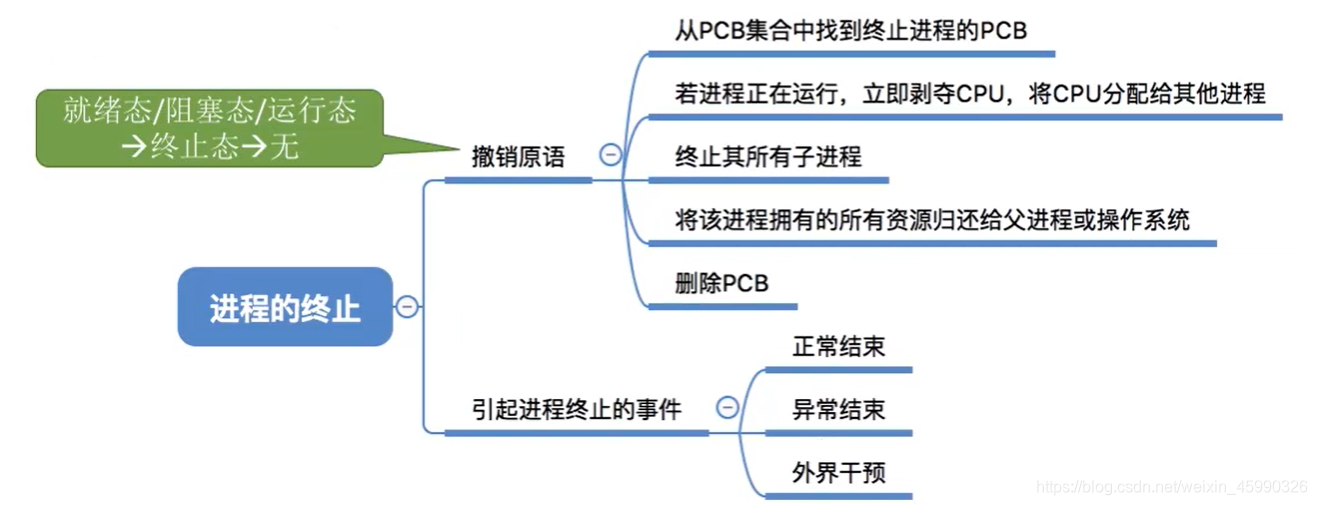 从PCB集合中找到终止进程的PCB
若进程正在运行，立即剥夺CPU，将CPU分配给其他进程
就绪态/阻塞态/运行态
→终止态→无
撤销原语
终止其所有子进程
将该进程拥有的所有资源归还给父进程或操作系统
删除PCB
进程的终止
正常结束
引起进程终止的事件
异常结束
外界干预
https://blog.csdn.net/weixin_45990326